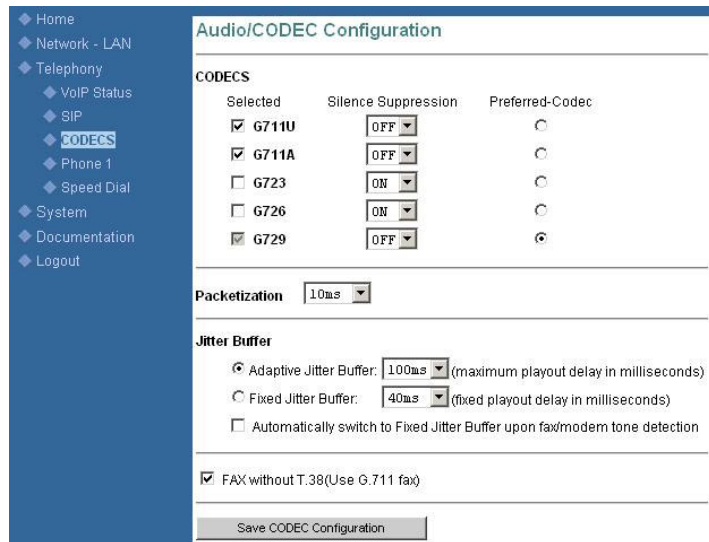 Home
Network - LAN
Telephony
VoIP Status
SIP
CODECS
Phone 1
Speed Dial
System
Documentation
Logout
Audio/CODEC Configuration
CODECS
Selected Silence Suppression Preferred-Codec
G711U OFF
G711A OFF
G723 ON
G726 ON
G729 OFF
Packetization 10ms
Jitter Buffer
Adaptive Jitter Buffer: 100ms (maximum playout delay in milliseconds)
Fixed Jitter Buffer: 40ms (fixed playout delay in milliseconds)
Automatically switch to Fixed Jitter Buffer upon fax/modem tone detection
FAX without T.38(Use G.711 fax)
Save CODEC Configuration